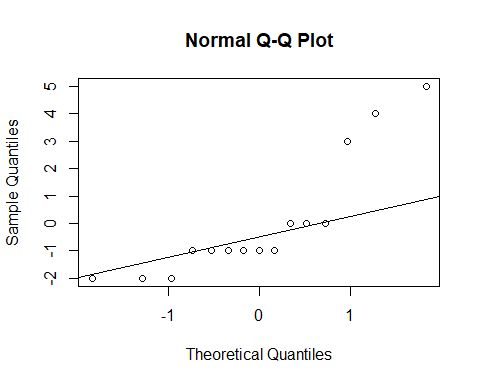 Normal Q-Q Plot
Sample Quantiles
5
4
3
2
1
0
-1
-2
-1 0 1
Theoretical Quantiles